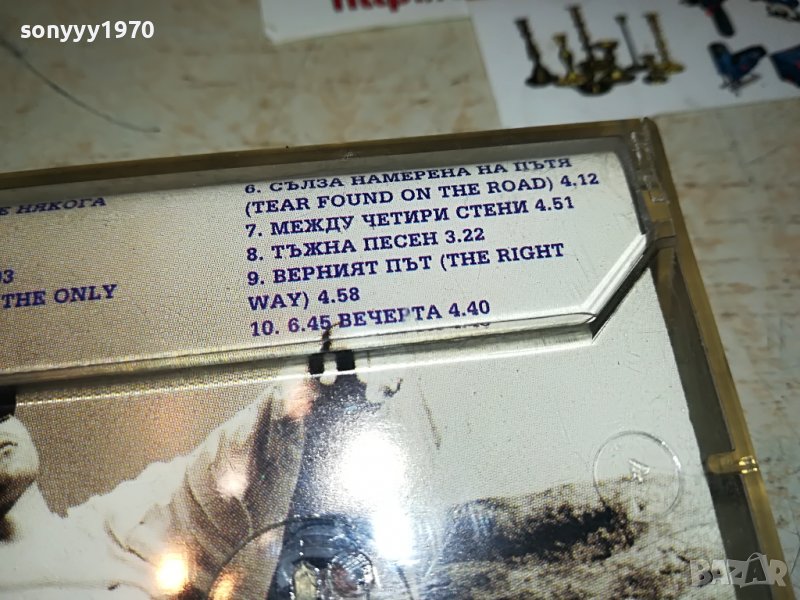 sonyyy1970
Е НЯКОГА
93
THE ONLY
6. СЪЛЗА НАМЕРЕНА НА ПЪТЯ
(TEAR FOUND ON THE ROAD) 4.12
7. МЕЖДУ ЧЕТИРИ СТЕНИ 4.51
8. ТЪЖНА ПЕСЕН 3.22
9. ВЕРНИЯТ ПЪТ (THE RIGHT
WAY) 4.58
10. 6.45 ВЕЧЕРТА 4.40
BAZAR